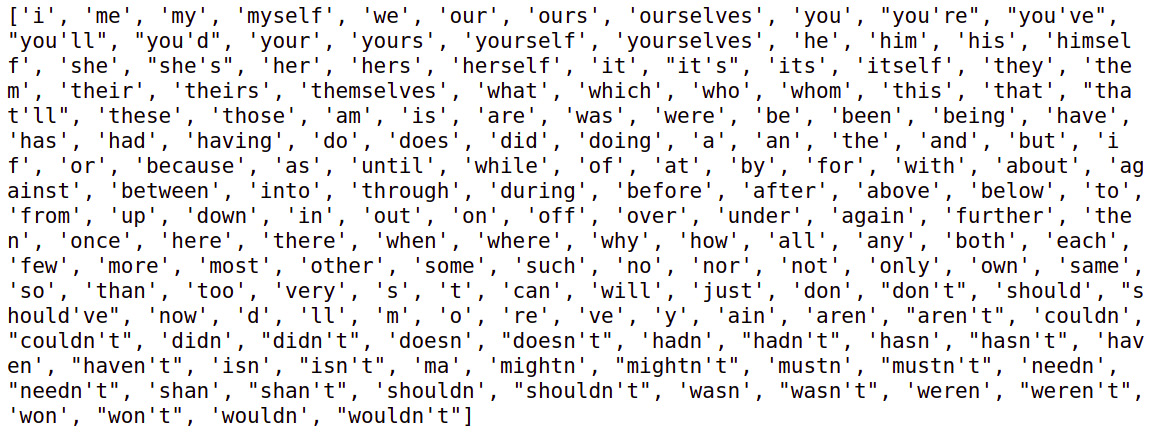 ['i', 'me', 'my', 'myself', 'we', 'our', 'ours', 'ourselves', 'you', "you're", "you've",
"you'll", "you'd", 'your', 'yours', 'yourself', 'yourselves', 'he', 'him', 'his', 'himsel
f', 'she', "she's", 'her', 'hers', 'herself', 'it', "it's", 'its', 'itself', 'they', 'the
m', 'their', 'theirs', 'themselves', 'what', 'which', 'who', 'whom', 'this', 'that', "tha
t'll", 'these', 'those', 'am', 'is', 'are', 'was', 'were', 'be', 'been', 'being', 'have',
'has', 'had', 'having', 'do', 'does', 'did', 'doing', 'a', 'an', 'the', 'and', 'but', 'i
f', 'or', 'because', 'as', 'until', 'while', 'of', 'at', 'by', 'for', 'with', 'about', 'ag
ainst', 'between', 'into', 'through', 'during', 'before', 'after', 'above', 'below', 'to',
'from', 'up', 'down', 'in', 'out', 'on', 'off', 'over', 'under', 'again', 'further', 'the
n', 'once', 'here', 'there', 'when', 'where', 'why', 'how', 'all', 'any', 'both', 'each',
'few', 'more', 'most', 'other', 'some', 'such', 'no', 'nor', 'not', 'only', 'own', 'same',
'so', 'than', 'too', 'very', 's', 't', 'can', 'will', 'just', 'don', "don't", 'should', "s
hould've", 'now', 'd', 'll', 'm', 'o', 're', 've', 'y', 'ain', 'aren', "aren't", 'couldn',
"couldn't", 'didn', "didn't", 'doesn', "doesn't", 'hadn', "hadn't", 'hasn', "hasn't", 'hav
en', "haven't", 'isn', "isn't", 'ma', 'mightn', "mightn't", 'mustn', "mustn't", 'needn',
"needn't", 'shan', "shan't", 'shouldn', "shouldn't", 'wasn', "wasn't", 'weren', "weren't",
'won', "won't", 'wouldn', "wouldn't"]